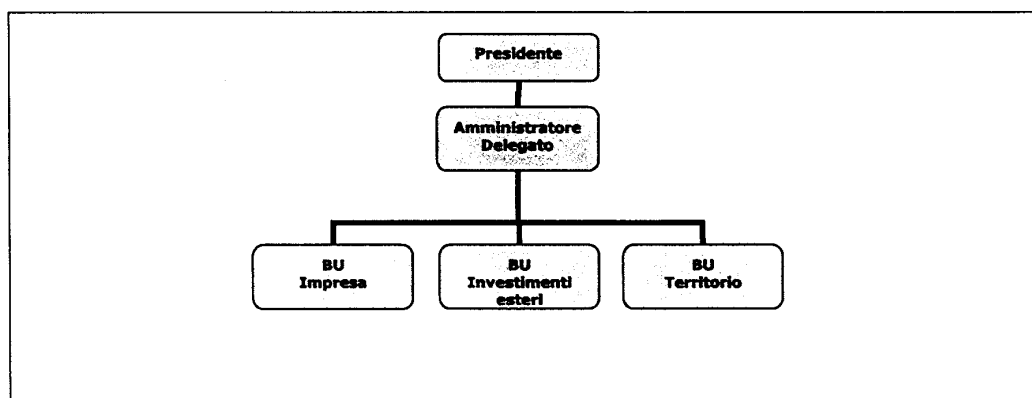 Presidente
Amministratore
Delegato
BU
Impresa
BU
Investimenti
esteri
BU
Territorio